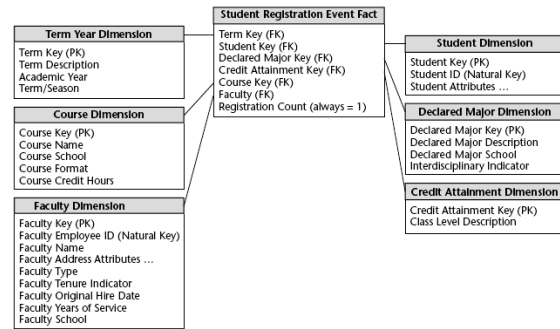 Student Registration Event Fact
Term Key (FK)
Student Key (FK)
Declared Major Key (FK)
Credit Attainment Key (FK)
Course Key (FK)
Faculty (FK)
Registration Count (always = 1)
Term Year Dimension
Term Key (PK)
Term Description
Academic Year
Term/Season
Course Dimension
Course Key (PK)
Course Name
Course School
Course Format
Course Credit Hours
Faculty Dimension
Faculty Key (PK)
Faculty Employee ID (Natural Key)
Faculty Name
Faculty Address Attributes ...
Faculty Type
Faculty Tenure Indicator
Faculty Original Hire Date
Faculty Years of Service
Faculty School
Student Dimension
Student Key (PK)
Student ID (Natural Key)
Student Attributes ...
Declared Major Dimension
Declared Major Key (PK)
Declared Major Description
Declared Major School
Interdisciplinary Indicator
Credit Attainment Dimension
Credit Attainment Key (PK)
Class Level Description